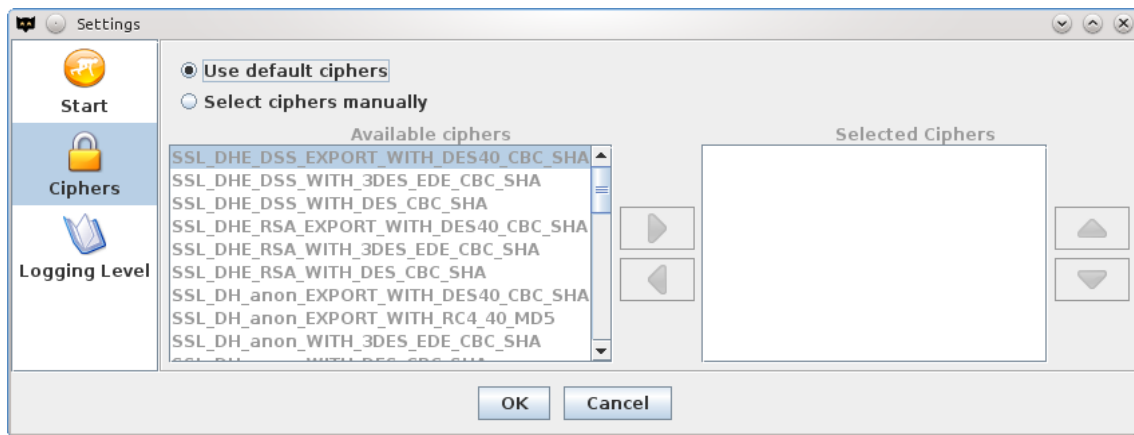 Settings
Start
Ciphers
Logging Level
Use default ciphers
Select ciphers manually
Available ciphers
SSL_DHE_DSS_EXPORT_WITH_DES40_CBC_SHA
SSL_DHE_DSS_WITH_3DES_EDE_CBC_SHA
SSL_DHE_DSS_WITH_DES_CBC_SHA
SSL_DHE_RSA_EXPORT_WITH_DES40_CBC_SHA
SSL_DHE_RSA_WITH_3DES_EDE_CBC_SHA
SSL_DHE_RSA_WITH_DES_CBC_SHA
SSL_DH_anon_EXPORT_WITH_DES40_CBC_SHA
SSL_DH_anon_EXPORT_WITH_RC4_40_MD5
SSL_DH_anon_WITH_3DES_EDE_CBC_SHA
Selected Ciphers
OK
Cancel